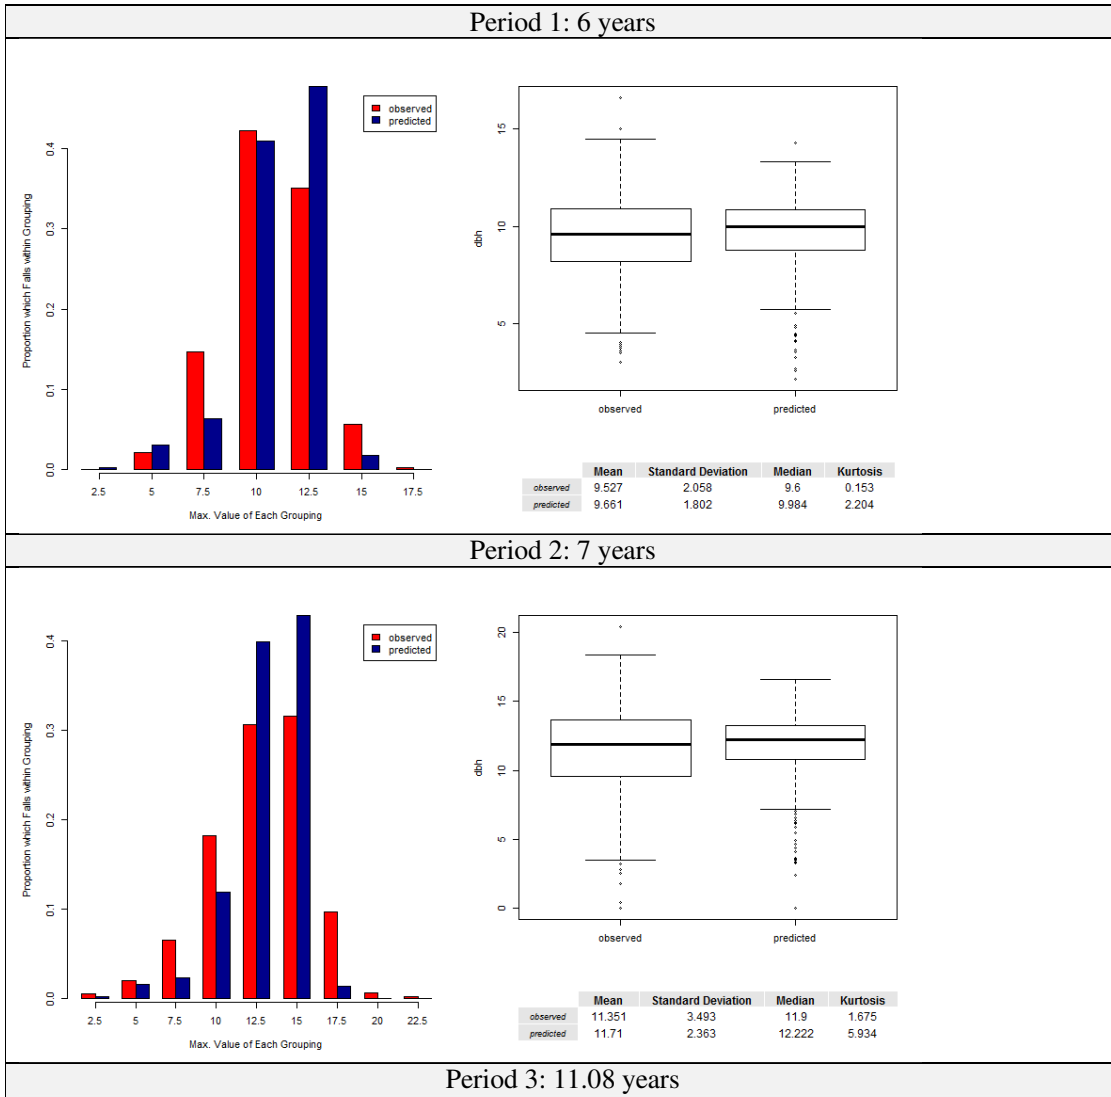 Period 1: 6 years
observed
predicted
Proportion which Falls within Grouping
0.0
0.1
0.2
0.3
0.4
2.5 5 7.5 10 12.5 15 17.5
Max. Value of Each Grouping
dbh
15
10
5
observed predicted
Mean Standard Deviation Median Kurtosis
observed 9.527 2.058 9.6 0.153
predicted 9.661 1.802 9.984 2.204
Period 2: 7 years
observed
predicted
Proportion which Falls within Grouping
0.0
0.1
0.2
0.3
0.4
2.5 5 7.5 10 12.5 15 17.5 20 22.5
Max. Value of Each Grouping
dbh
20
15
10
5
0
observed predicted
Mean Standard Deviation Median Kurtosis
observed 11.351 3.493 11.9 1.675
predicted 11.71 2.363 12.222 5.934
Period 3: 11.08 years